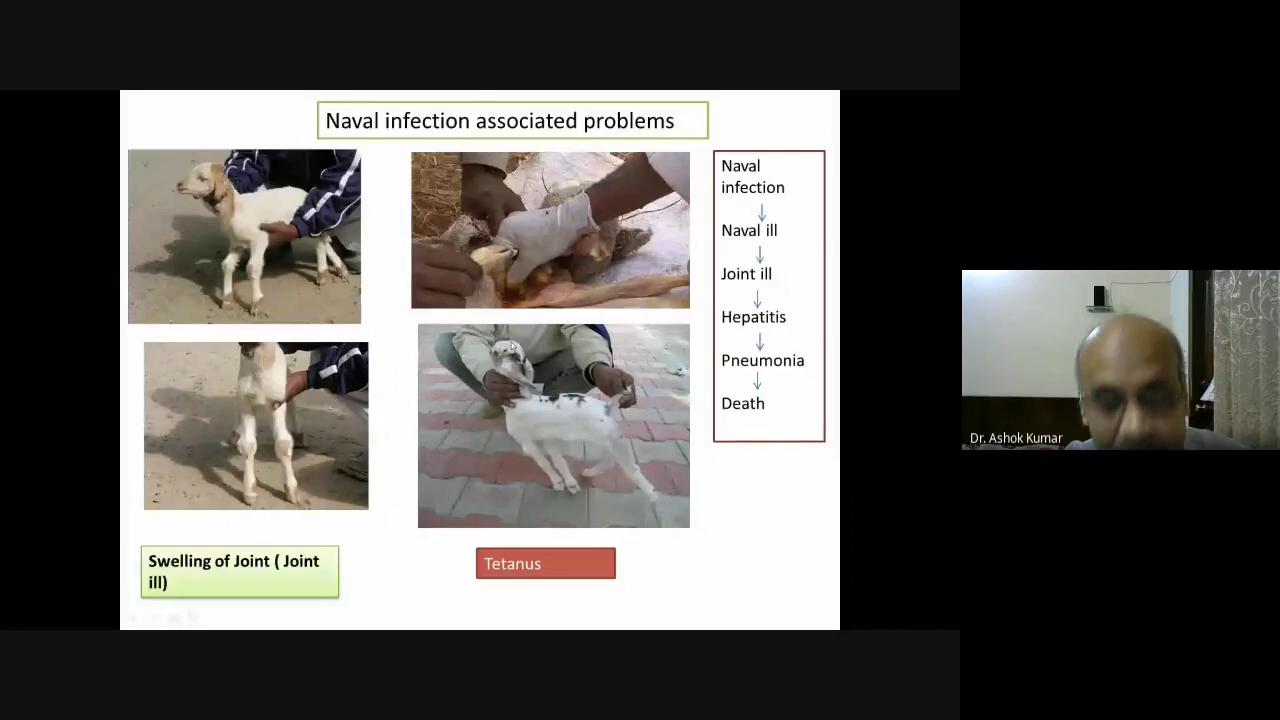 Naval infection associated problems
Naval
infection
Naval ill
Joint ill
Hepatitis
Pneumonia
Death
Swelling of Joint ( Joint
ill)
Tetanus
Dr. Ashok Kumar